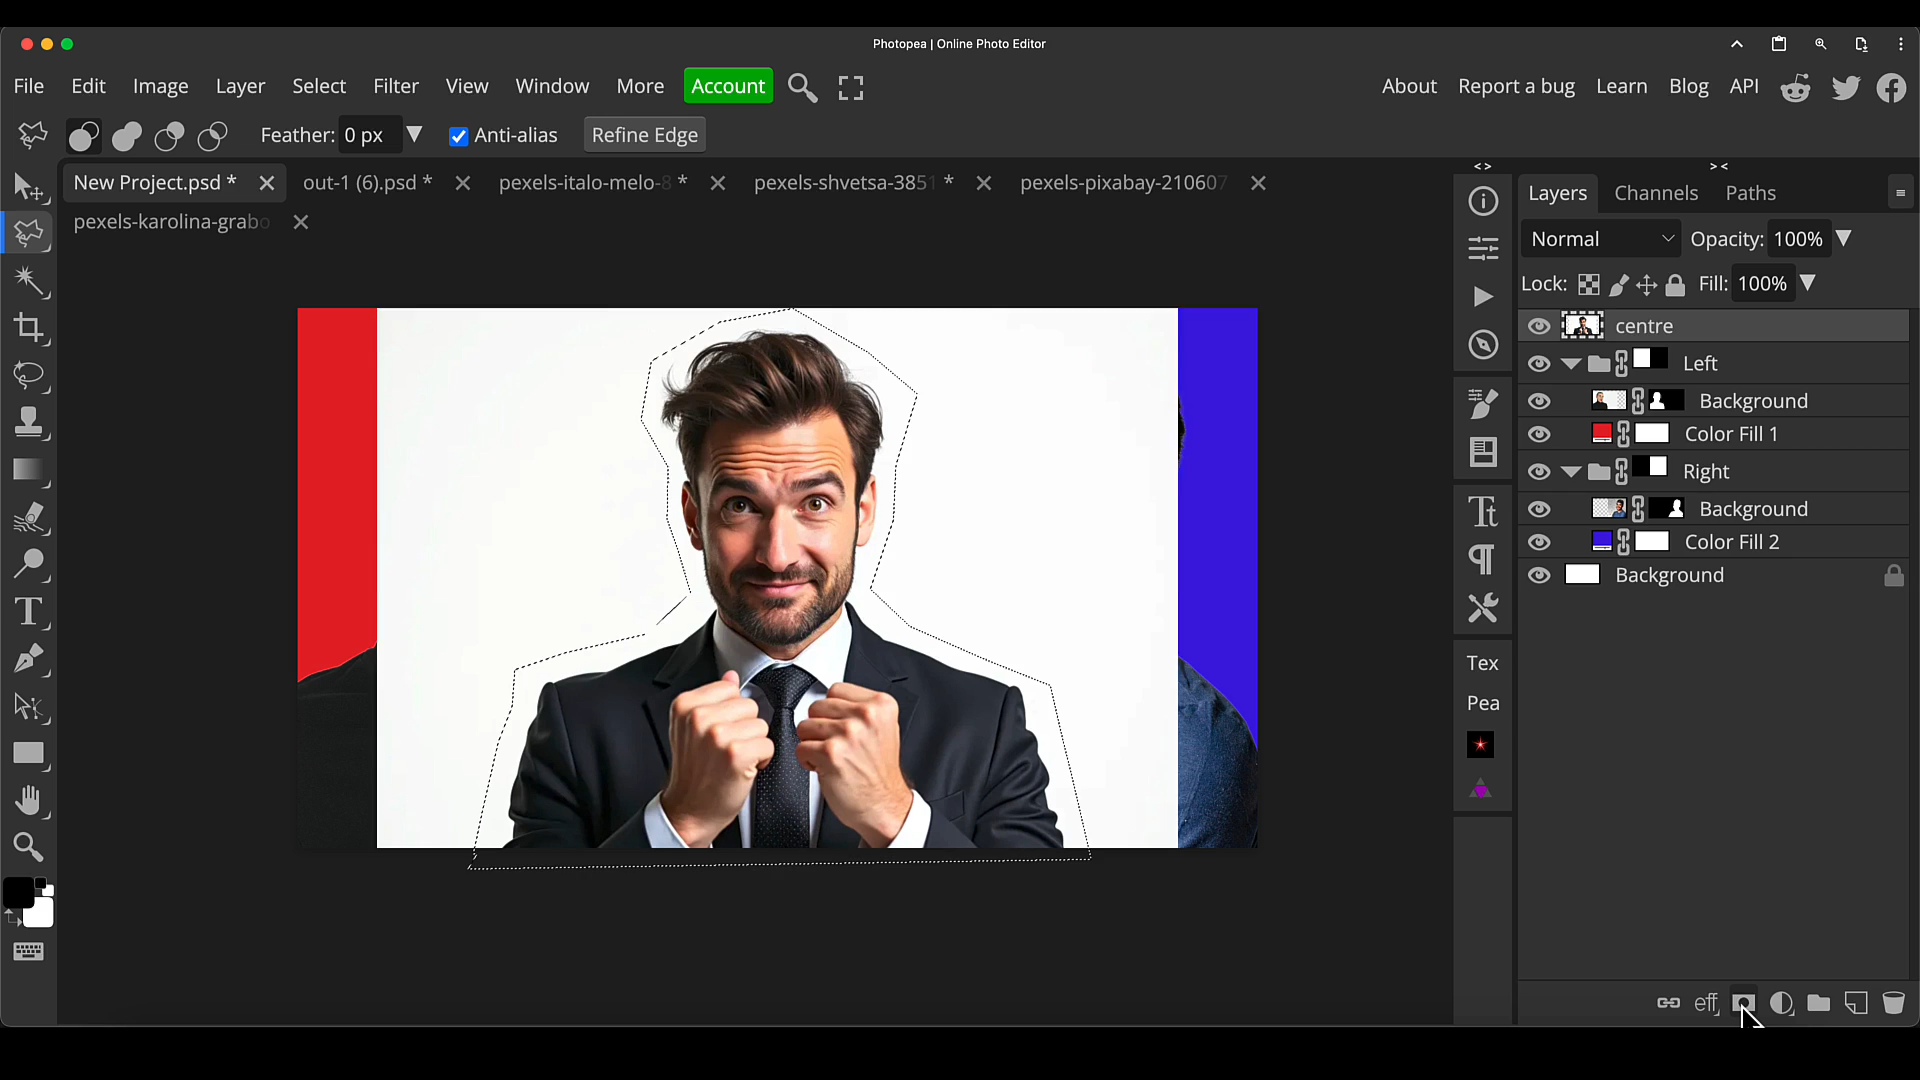 Photopea | Online Photo Editor
File Edit Image Layer Select Filter View Window More Account About Report a bug Learn Blog API
Feather: 0 px Anti-alias Refine Edge
New Project.psd * out-1 (6).psd * pexels-italo-melo-8 * pexels-shvetsa-3851 * pexels-pixabay-210607
pexels-karolina-grabo
Layers Channels Paths
Normal Opacity: 100%
Lock: Fill: 100%
centre
Left
Background
Color Fill 1
Right
Background
Color Fill 2
Background
Tex
Pea
eff